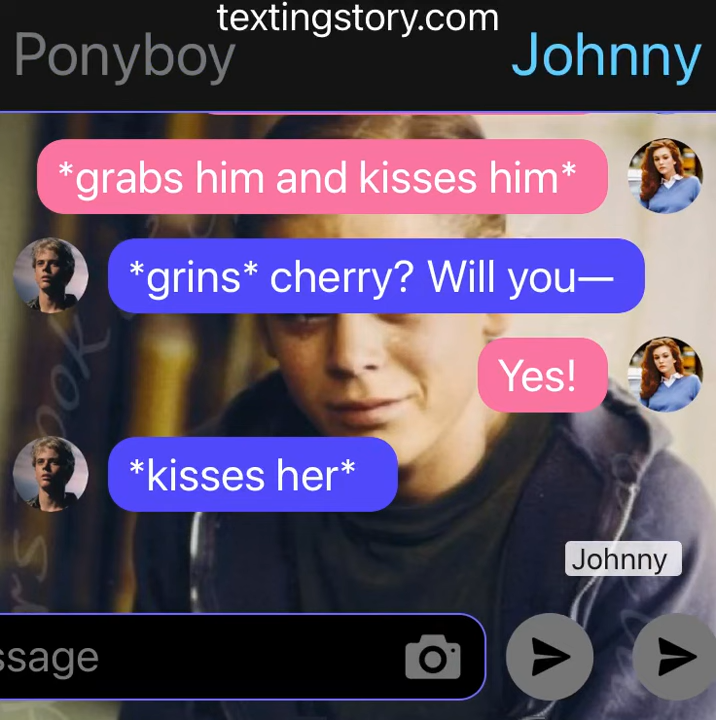 textingstory.com
Ponyboy
Johnny
*grabs him and kisses him*
*grins* cherry? Will you—
Yes!
*kisses her*
Johnny
ssage